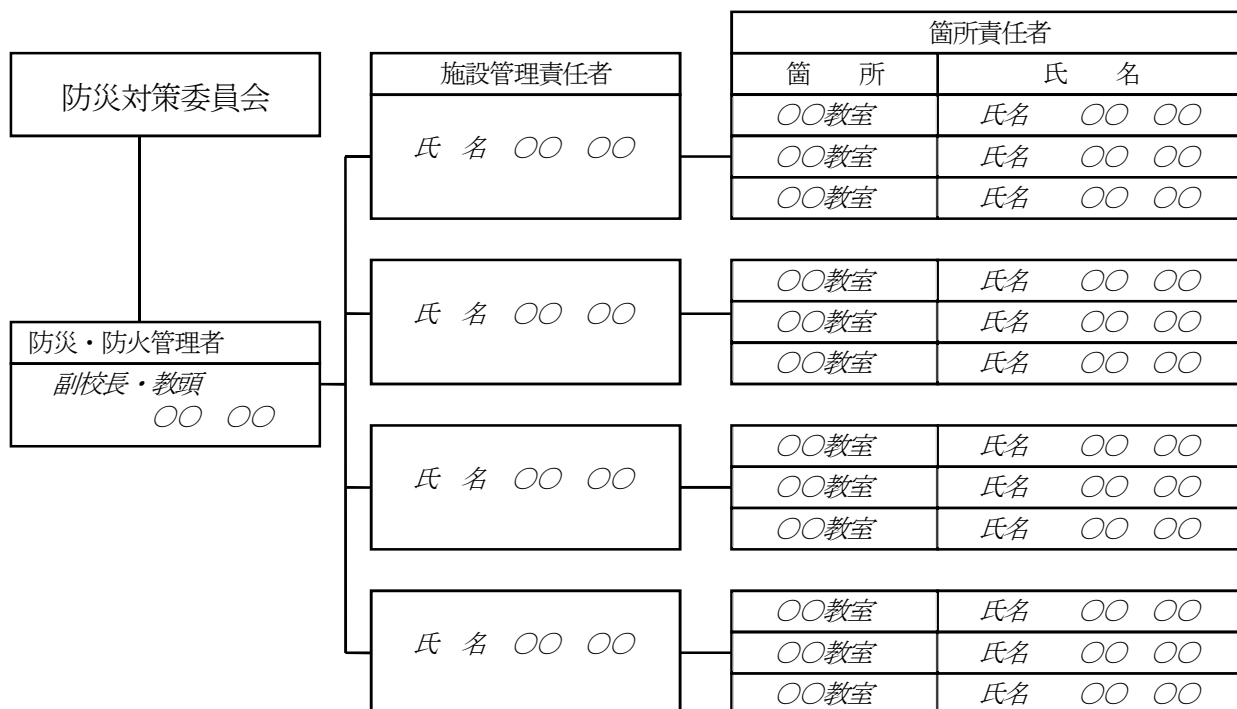 防災対策委員会
防災・防火管理者
副校長・教頭
○○ ○○
施設管理責任者
氏 名 ○○ ○○
氏 名 ○○ ○○
氏 名 ○○ ○○
氏 名 ○○ ○○
箇所責任者
箇 所 氏 名
○○教室 氏名 ○○ ○○
○○教室 氏名 ○○ ○○
○○教室 氏名 ○○ ○○
○○教室 氏名 ○○ ○○
○○教室 氏名 ○○ ○○
○○教室 氏名 ○○ ○○
○○教室 氏名 ○○ ○○
○○教室 氏名 ○○ ○○
○○教室 氏名 ○○ ○○
○○教室 氏名 ○○ ○○
○○教室 氏名 ○○ ○○
○○教室 氏名 ○○ ○○